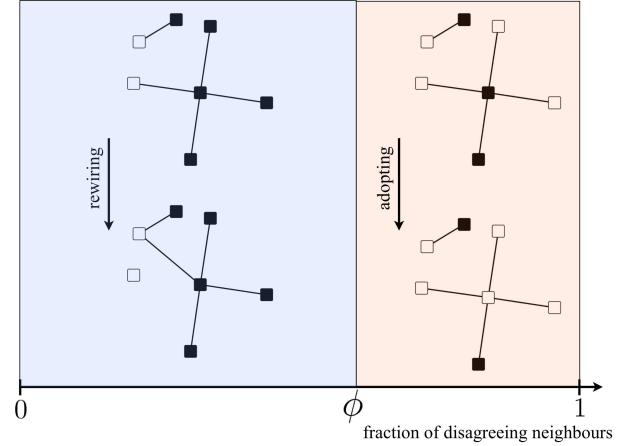 rewiring
adopting
0
ϕ
1
fraction of disagreeing neighbours